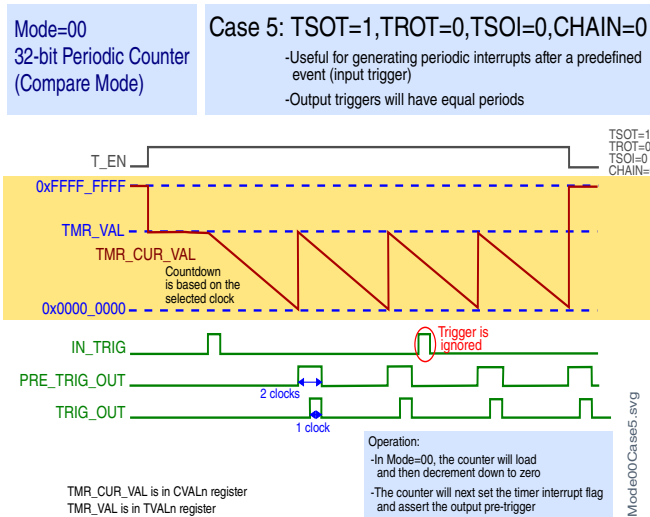 Mode=00
32-bit Periodic Counter
(Compare Mode)
Case 5: TSOT=1,TROT=0,TSOI=0,CHAIN=0
-Useful for generating periodic interrupts after a predefined
event (input trigger)
-Output triggers will have equal periods
TSOT=1
TROT=0
TSOI=0
CHAIN=
T_EN
0xFFFF_FFFF
TMR_VAL
TMR_CUR_VAL
Countdown
is based on the
selected clock
0x0000_0000
IN_TRIG
Trigger is
ignored
PRE_TRIG_OUT
2 clocks
TRIG_OUT
1 clock
Operation:
-In Mode=00, the counter will load
and then decrement down to zero
-The counter will next set the timer interrupt flag
and assert the output pre-trigger
TMR_CUR_VAL is in CVALn register
TMR_VAL is in TVALn register
Mode00Case5.svg